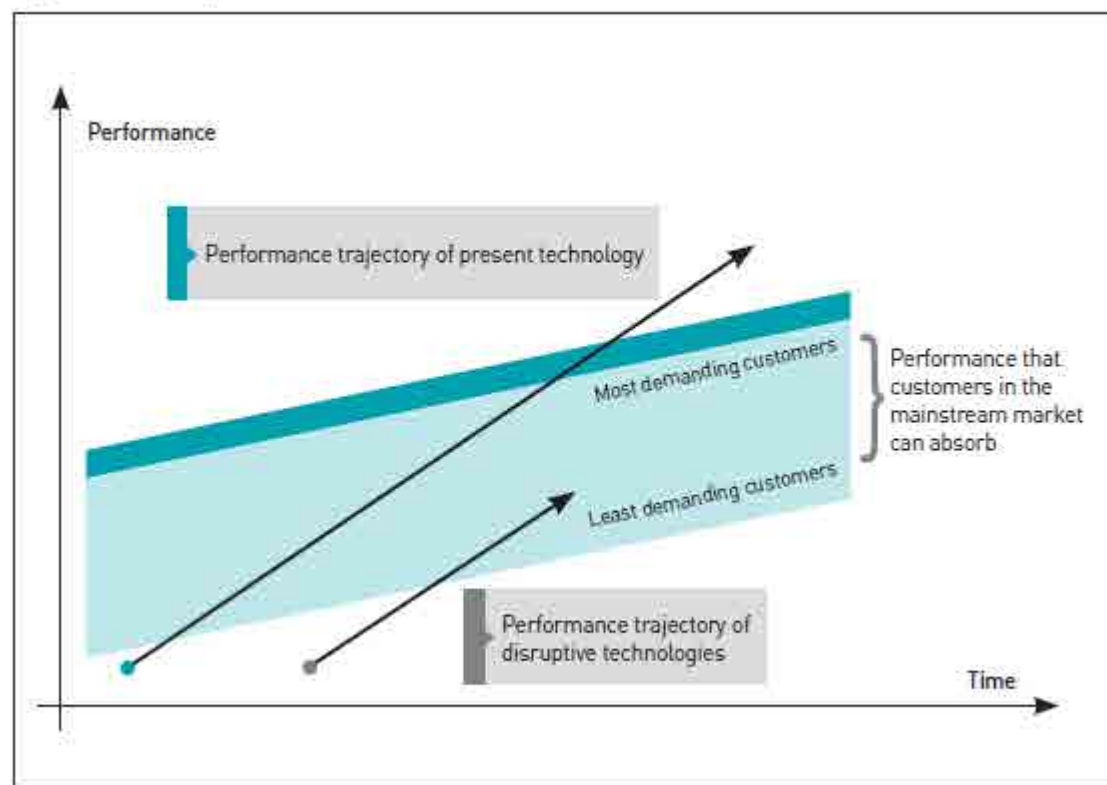 Performance
Performance trajectory of present technology
Most demanding customers
Performance that
customers in the
mainstream market
can absorb
Least demanding customers
Performance trajectory of
disruptive technologies
Time